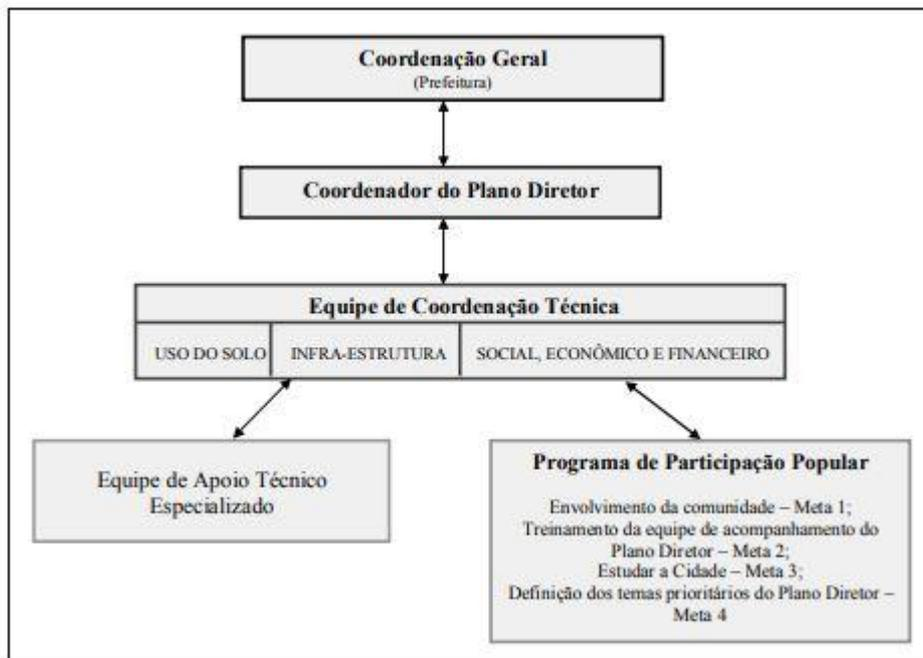 Coordenação Geral
(Prefeitura)
Coordenador do Plano Diretor
Equipe de Coordenação Técnica
USO DO SOLO
INFRA-ESTRUTURA
SOCIAL, ECONÔMICO E FINANCEIRO
Equipe de Apoio Técnico
Especializado
Programa de Participação Popular
Envolvimento da comunidade – Meta 1;
Treinamento da equipe de acompanhamento do
Plano Diretor – Meta 2;
Estudar a Cidade – Meta 3;
Definição dos temas prioritários do Plano Diretor –
Meta 4